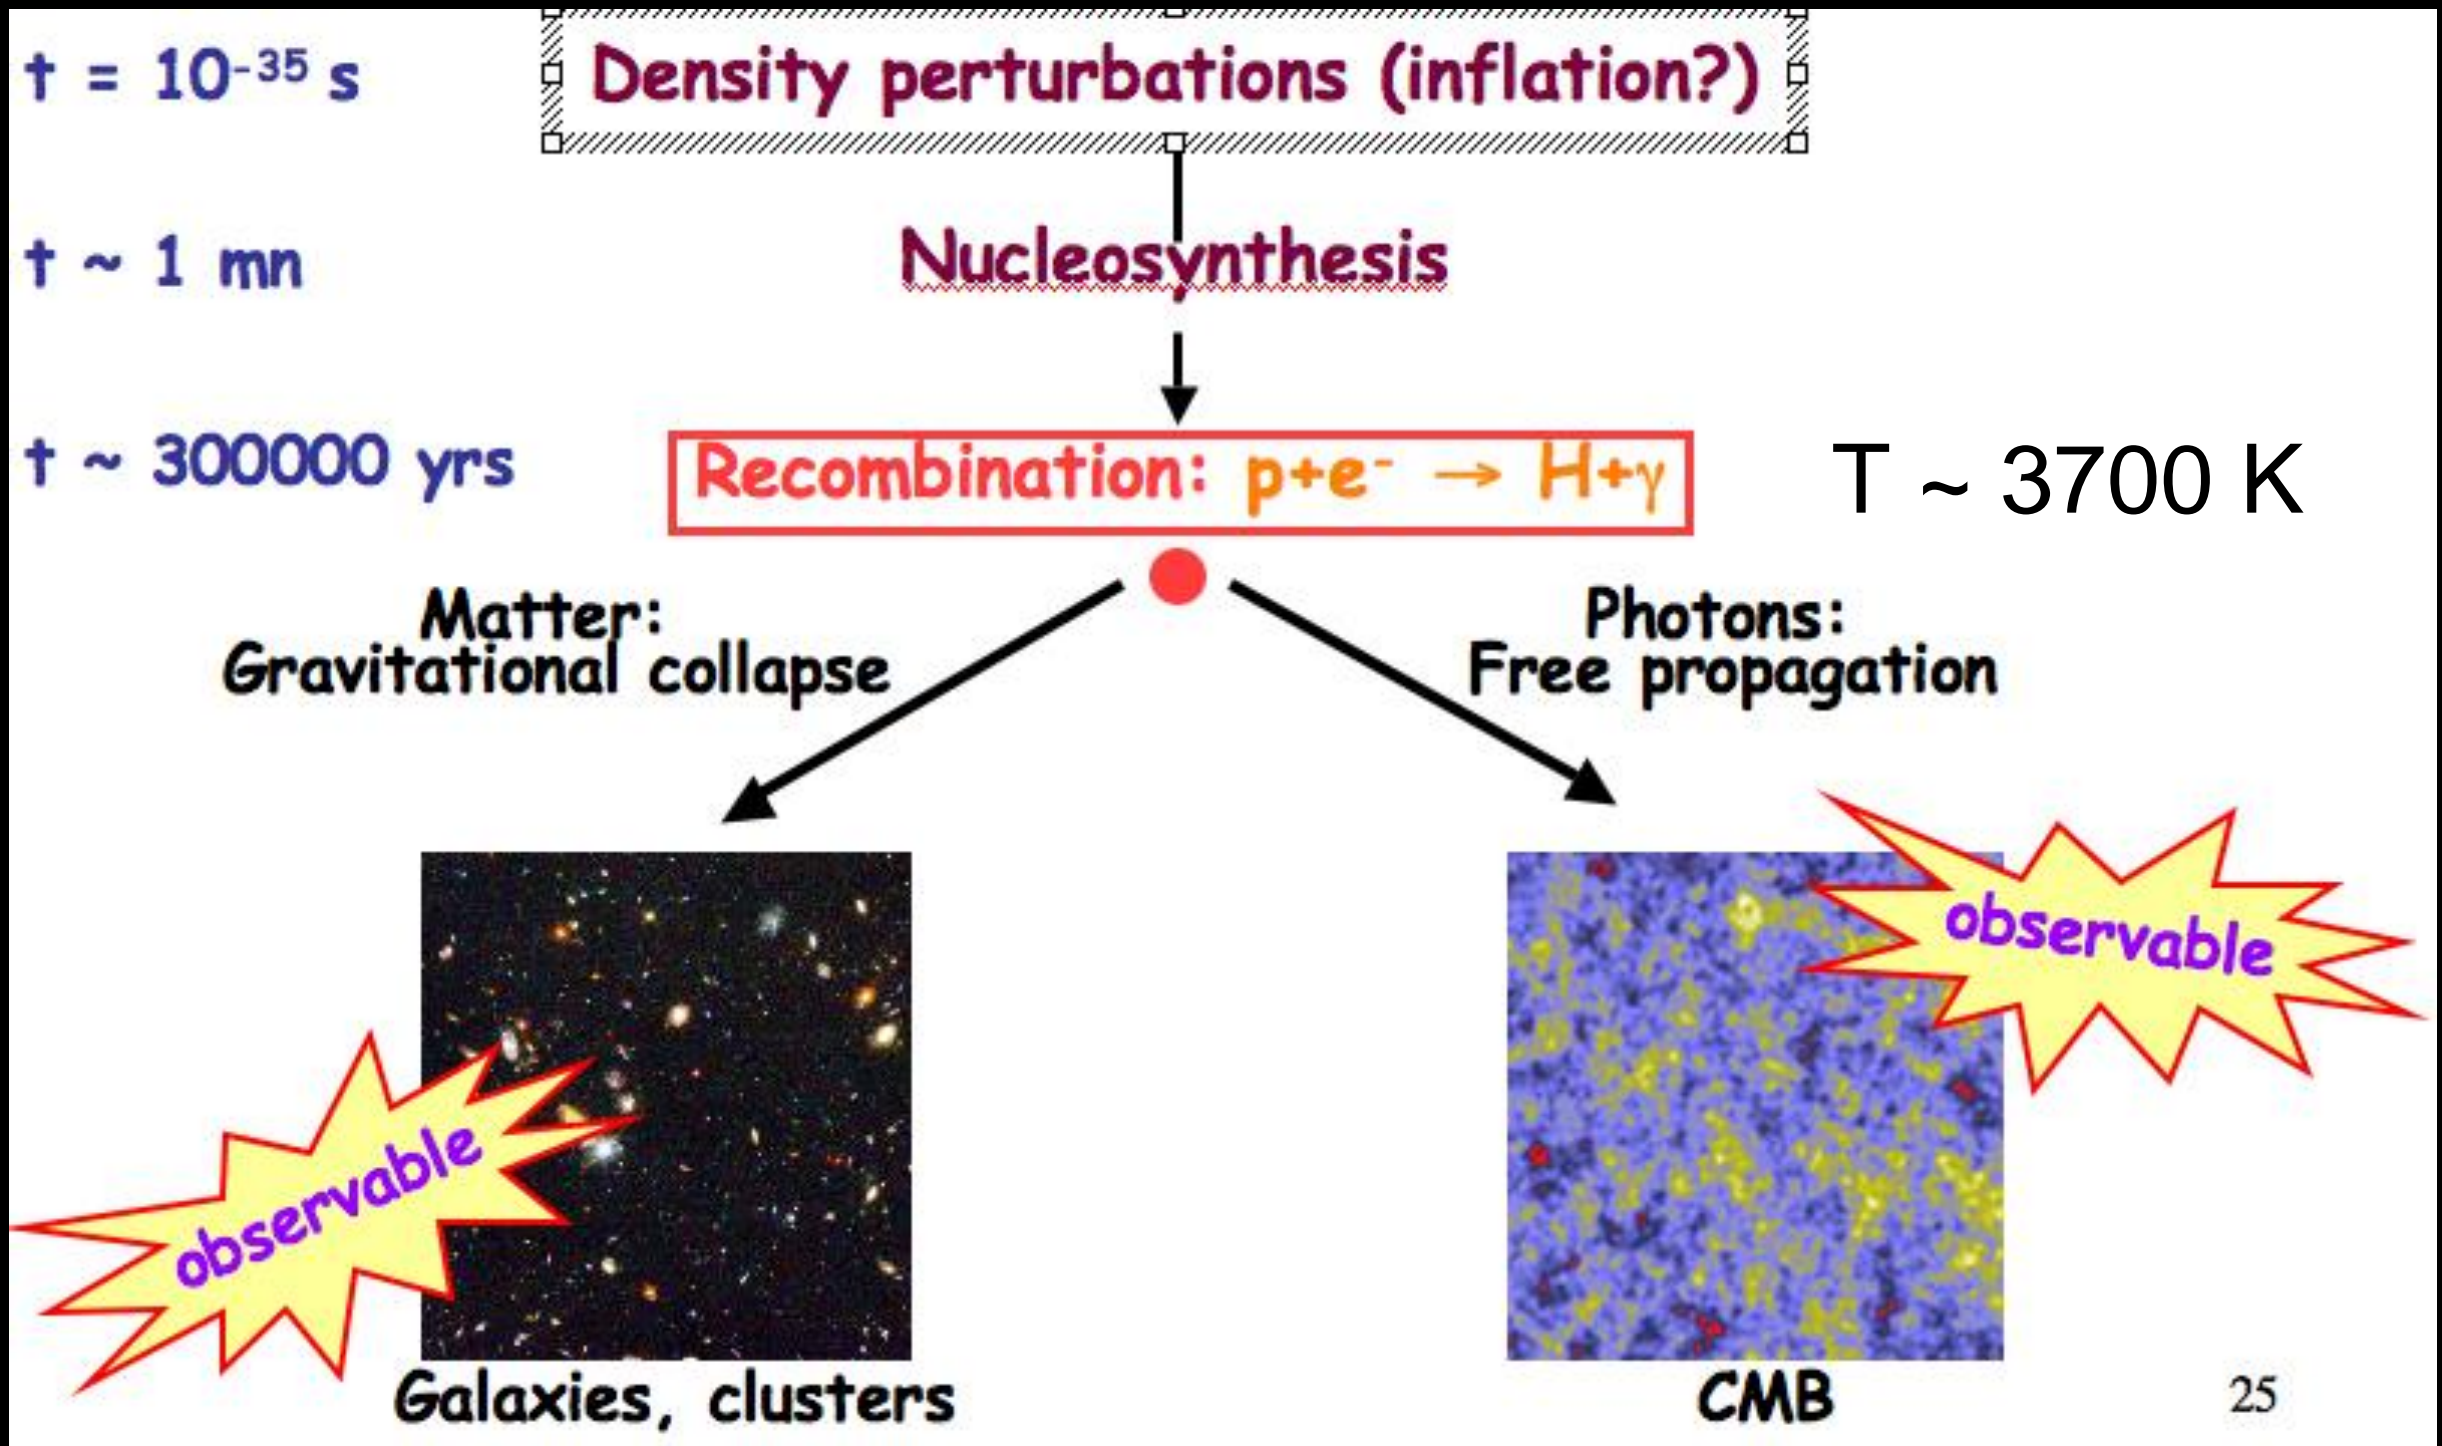 t = 10⁻³⁵ s
Density perturbations (inflation?)
t ~ 1 mn
Nucleosynthesis
t ~ 300000 yrs
Recombination: p+e⁻ → H+γ
T ~ 3700 K
Matter:
Gravitational collapse
Photons:
Free propagation
observable
observable
Galaxies, clusters
CMB
25